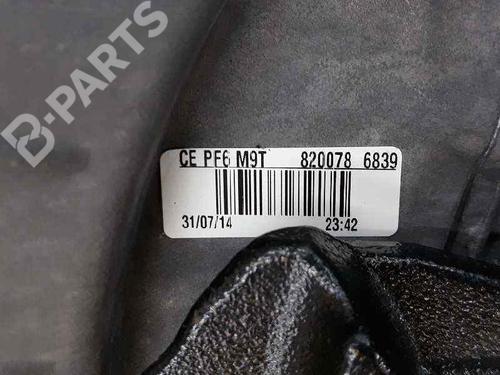 B-PARTS
CE PF6 M9T 820078 6839
31/07/14 23:42